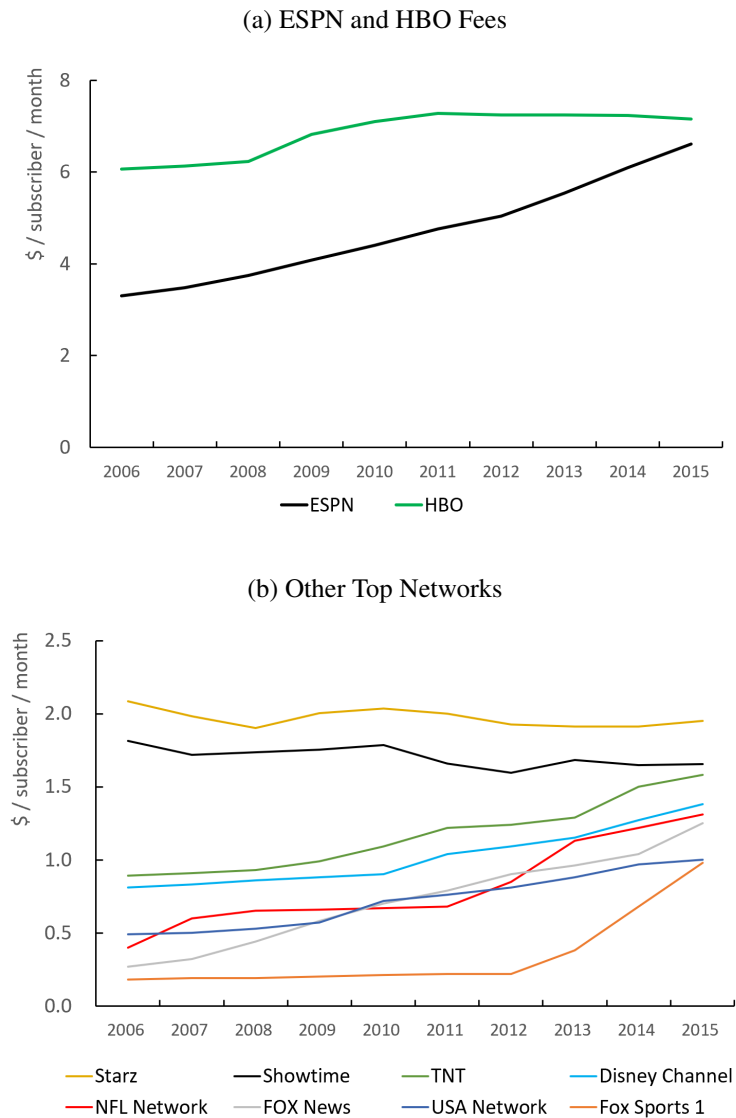 (a) ESPN and HBO Fees
$ / subscriber / month
8
6
4
2
0
2006 2007 2008 2009 2010 2011 2012 2013 2014 2015
ESPN HBO
(b) Other Top Networks
$ / subscriber / month
2.5
2.0
1.5
1.0
0.5
0.0
2006 2007 2008 2009 2010 2011 2012 2013 2014 2015
Starz Showtime TNT Disney Channel
NFL Network FOX News USA Network Fox Sports 1